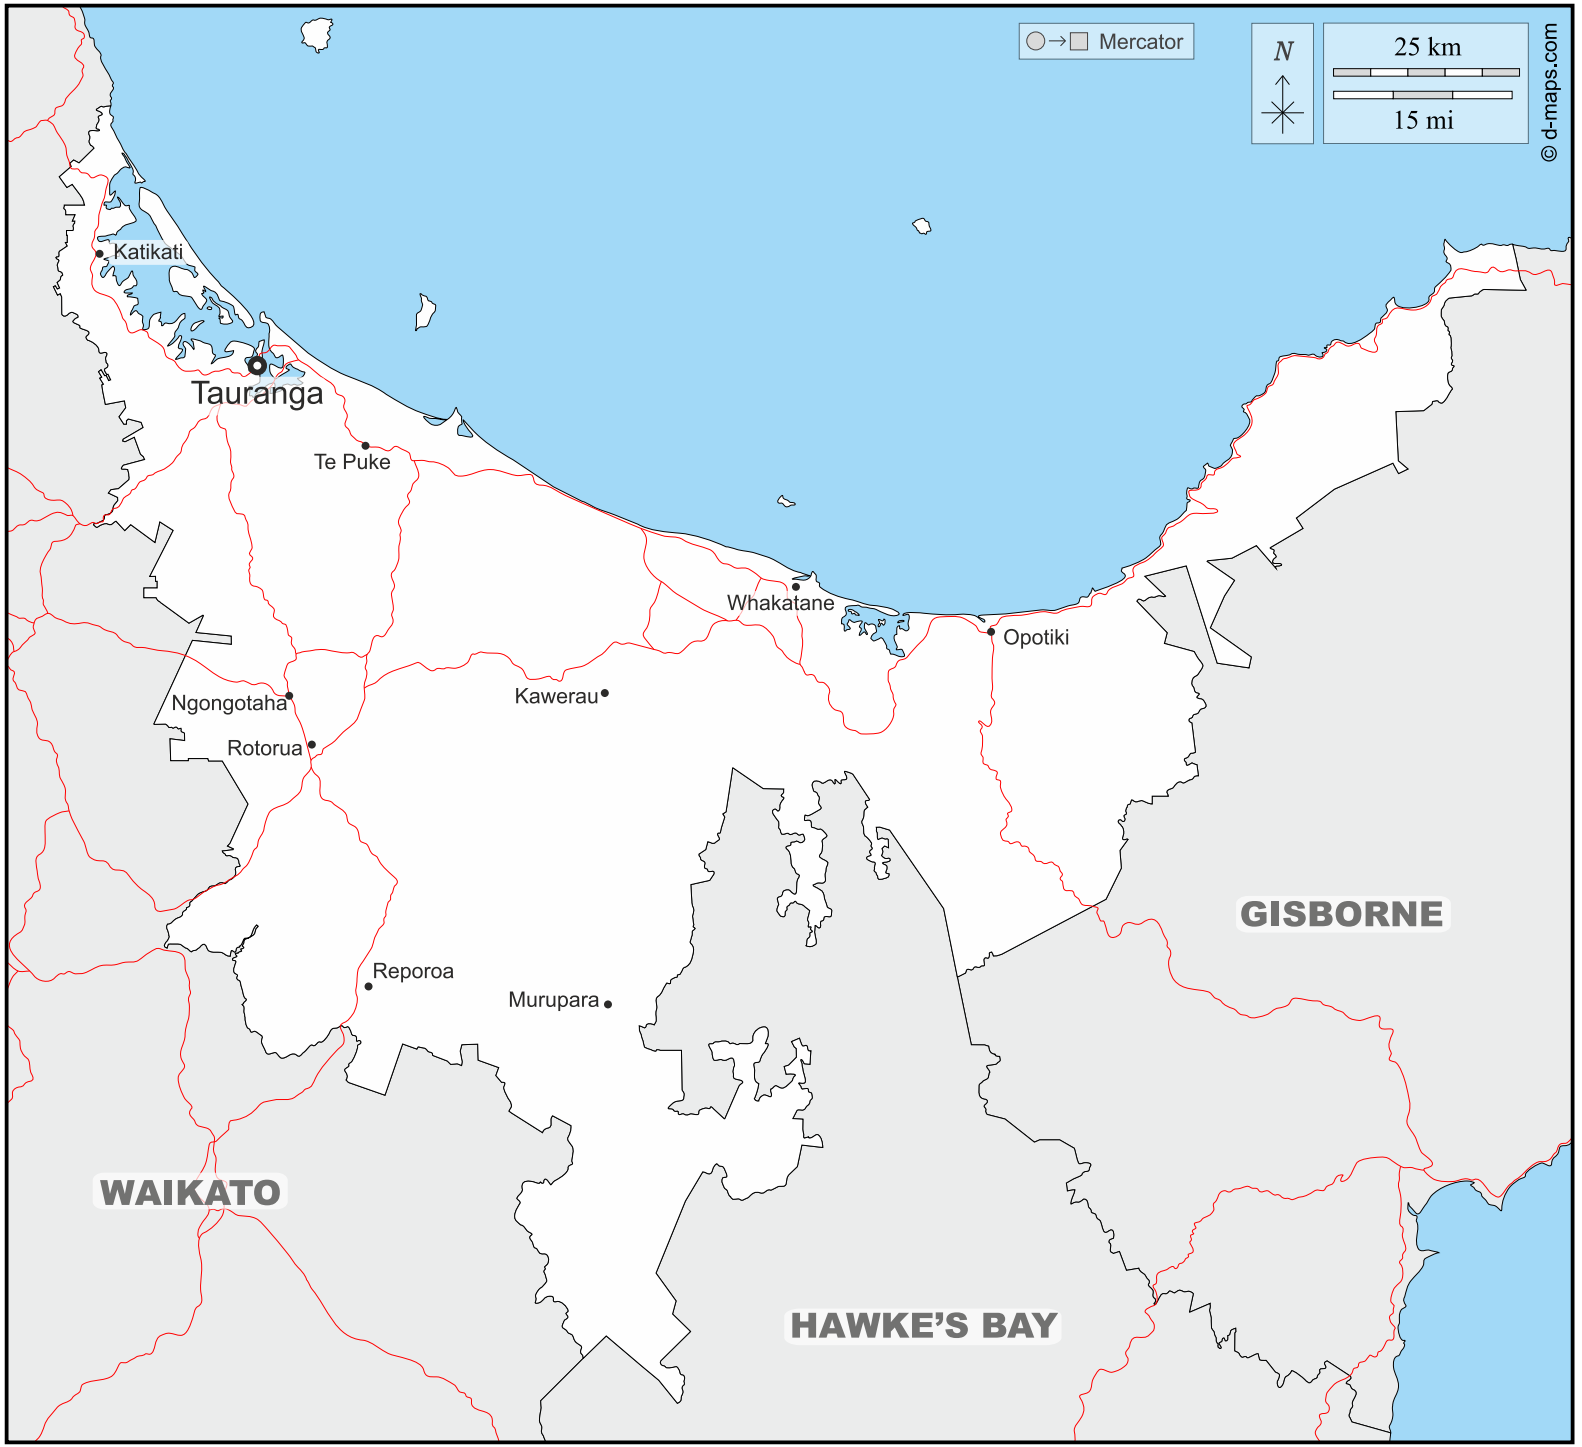 Mercator
N
25 km
15 mi
© d-maps.com
Katikati
Tauranga
Te Puke
Whakatane
Opotiki
Ngongotaha
Kawerau
Rotorua
GISBORNE
Reporoa
Murupara
WAIKATO
HAWKE’S BAY